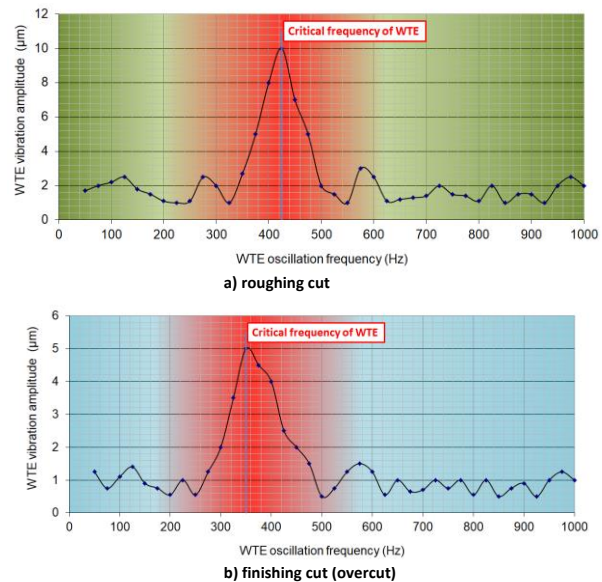 12
10
8
6
4
2
0
WTE vibration amplitude (µm)
Critical frequency of WTE
0 100 200 300 400 500 600 700 800 900 1000
WTE oscillation frequency (Hz)
a) roughing cut
6
5
4
3
2
1
0
WTE vibration amplitude (µm)
Critical frequency of WTE
0 100 200 300 400 500 600 700 800 900 1000
WTE oscillation frequency (Hz)
b) finishing cut (overcut)